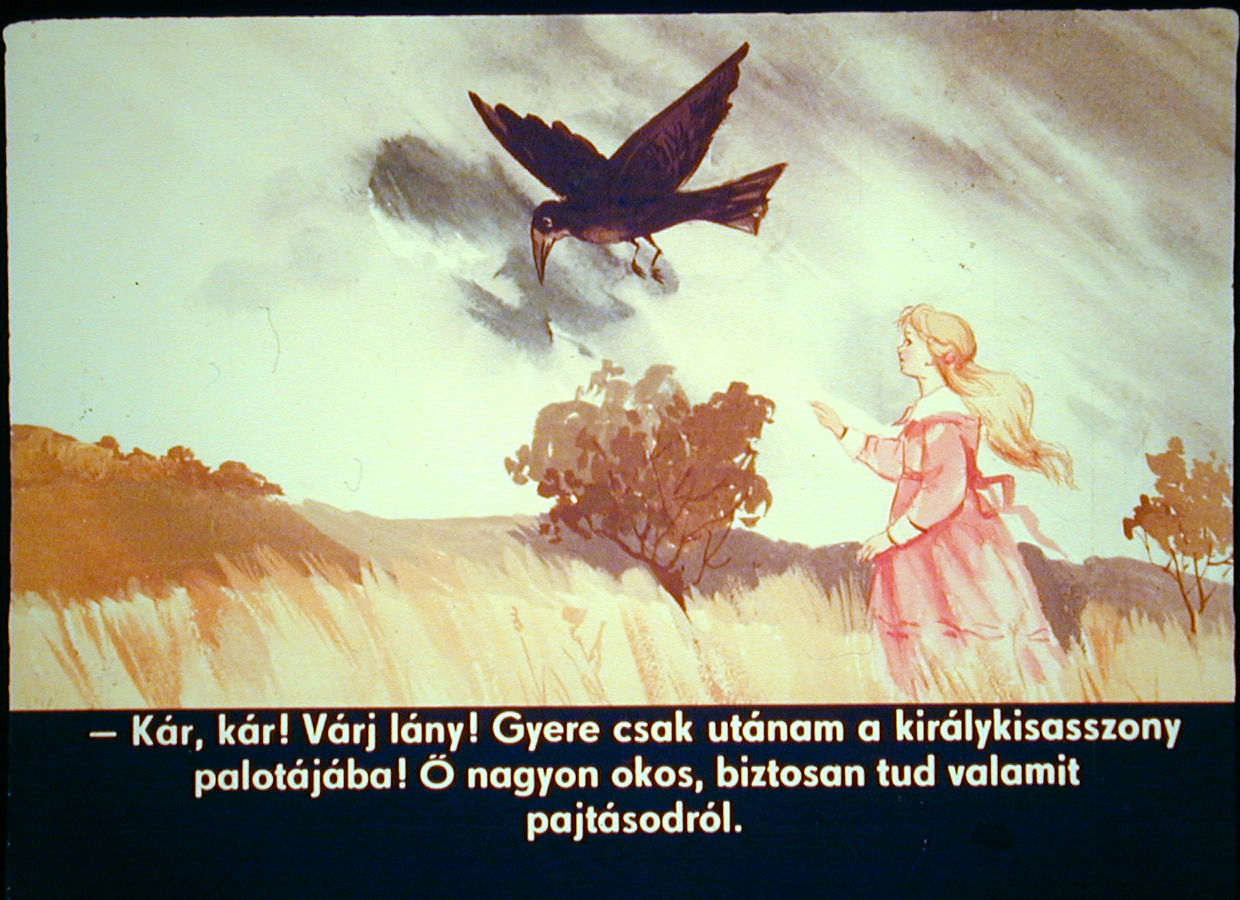 – Kár, kár! Várj lány! Gyere csak utánam a királykisasszony
palotájába! Ő nagyon okos, biztosan tud valamit
pajtásodról.